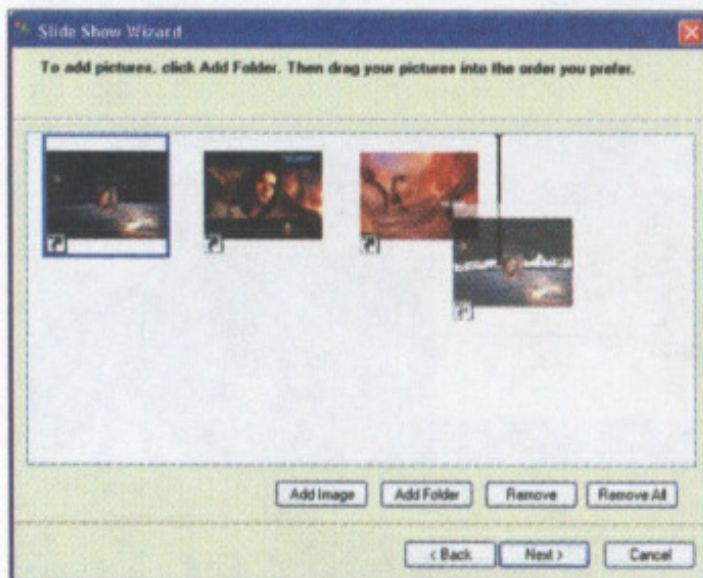 Slide Show Wizard
To add pictures, click Add Folder. Then drag your pictures into the order you prefer.
Add Image
Add Folder
Remove
Remove All
< Back
Next >
Cancel